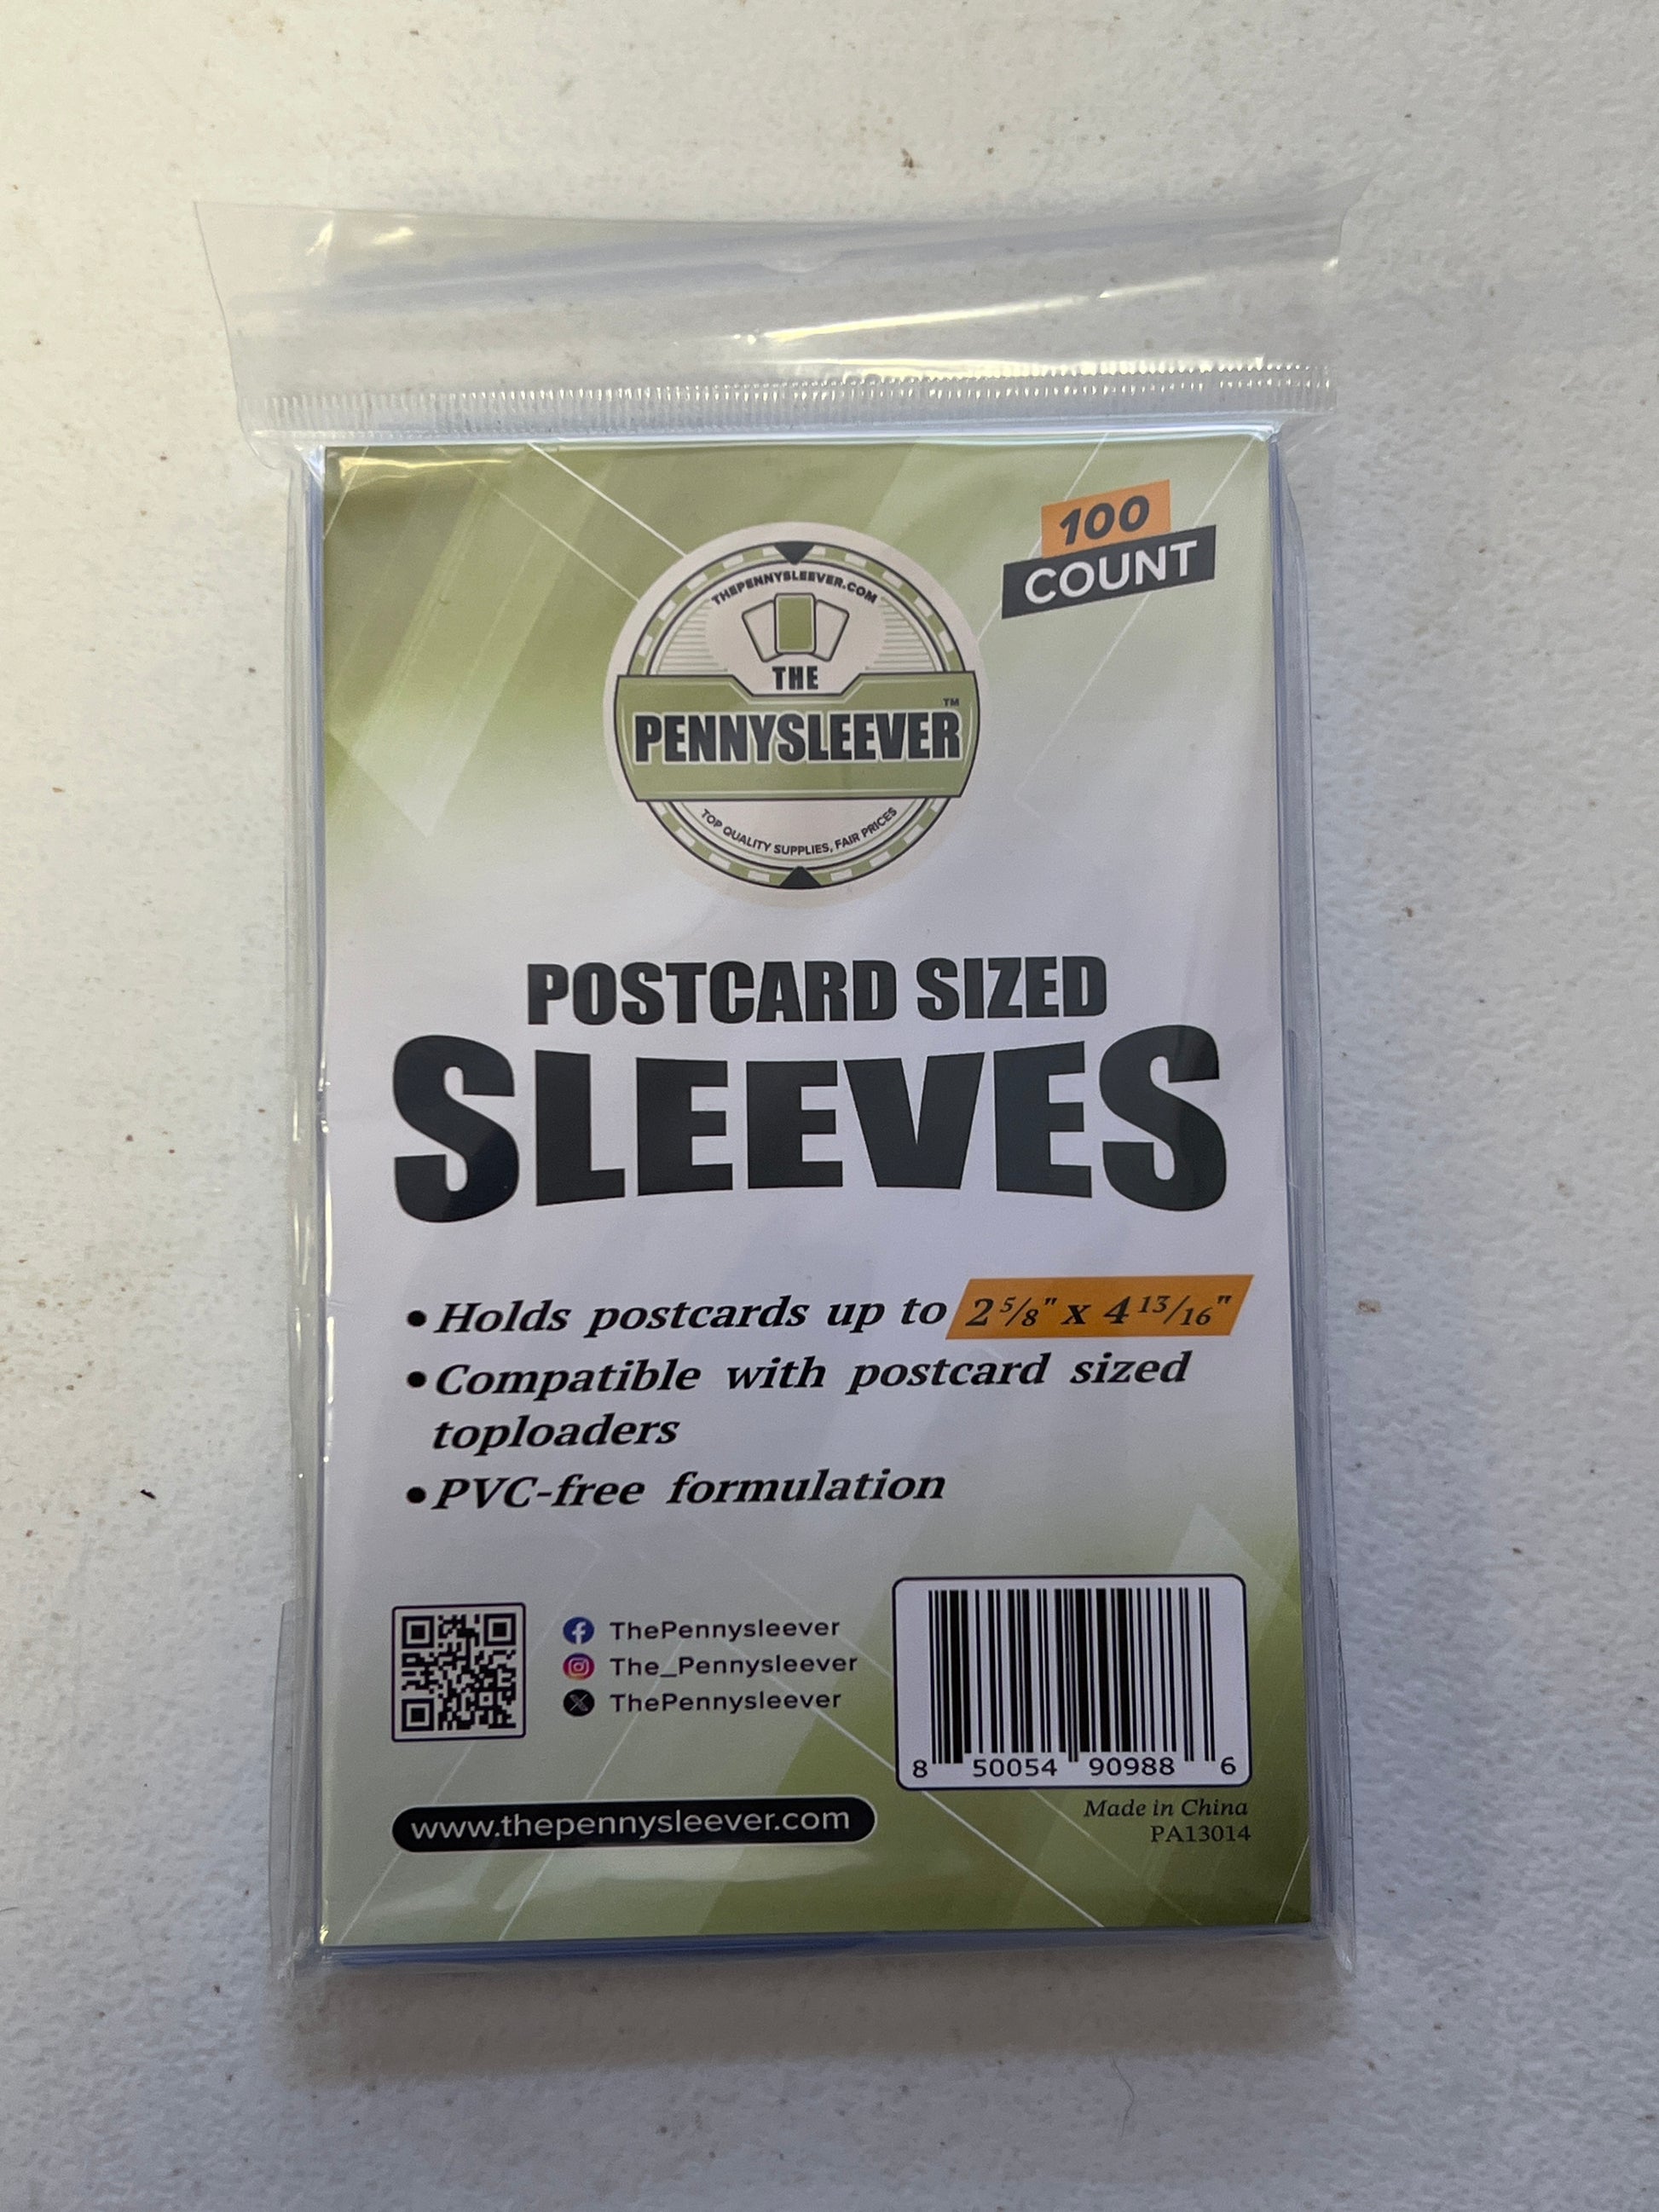 100
COUNT
THEPENNYSLEEVER.COM
THE
PENNYSLEEVER™
TOP QUALITY SUPPLIES, FAIR PRICES
POSTCARD SIZED
SLEEVES
• Holds postcards up to 2 5/8" x 4 13/16"
• Compatible with postcard sized
toploaders
• PVC-free formulation
ThePennysleever
The_Pennysleever
ThePennysleever
8 50054 90988 6
www.thepennysleever.com
Made in China
PA13014